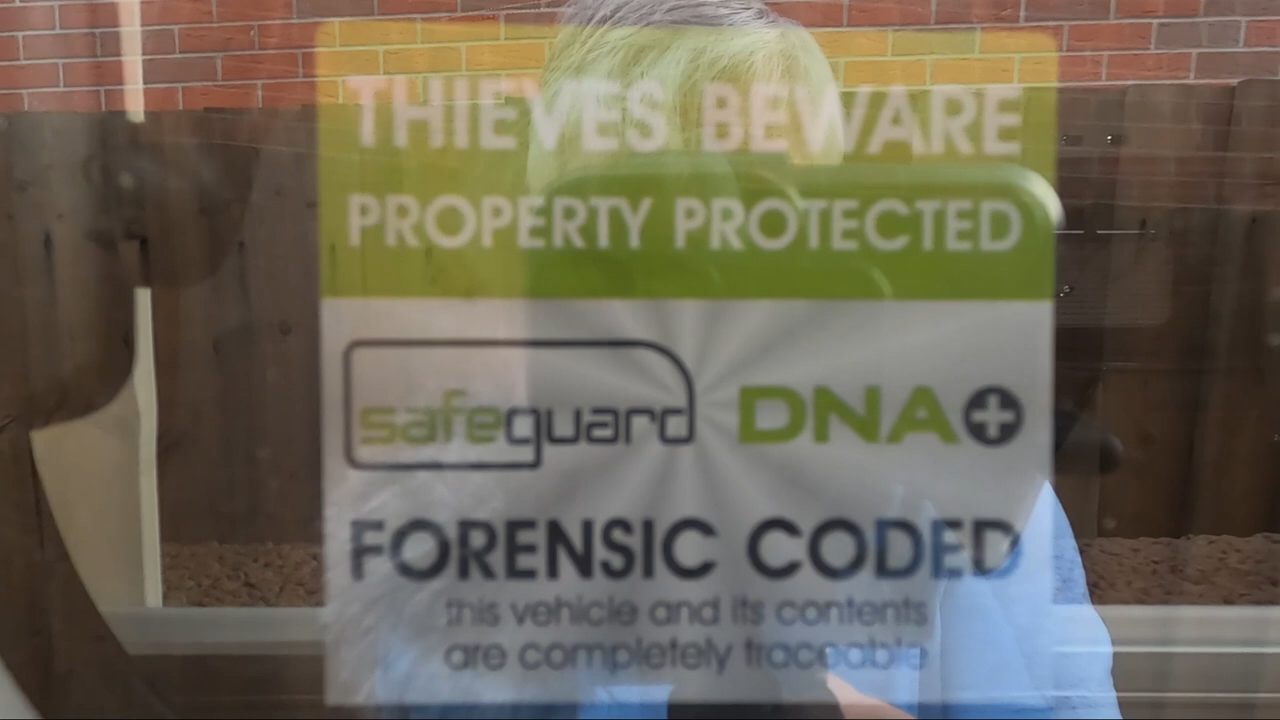 THIEVES BEWARE
PROPERTY PROTECTED
safeguard DNA+
FORENSIC CODED
this vehicle and its contents
are completely traceable